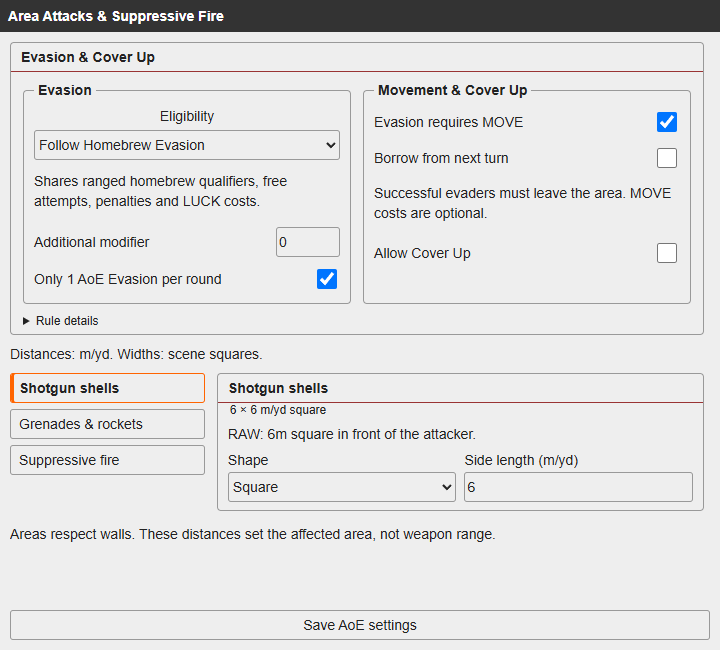 Area Attacks & Suppressive Fire
Evasion & Cover Up
Evasion
Eligibility
Follow Homebrew Evasion
Shares ranged homebrew qualifiers, free
attempts, penalties and LUCK costs.
Additional modifier
0
Only 1 AoE Evasion per round
Movement & Cover Up
Evasion requires MOVE
Borrow from next turn
Successful evaders must leave the area. MOVE
costs are optional.
Allow Cover Up
Rule details
Distances: m/yd. Widths: scene squares.
Shotgun shells
Grenades & rockets
Suppressive fire
Shotgun shells
6 × 6 m/yd square
RAW: 6m square in front of the attacker.
Shape
Side length (m/yd)
Square
6
Areas respect walls. These distances set the affected area, not weapon range.
Save AoE settings